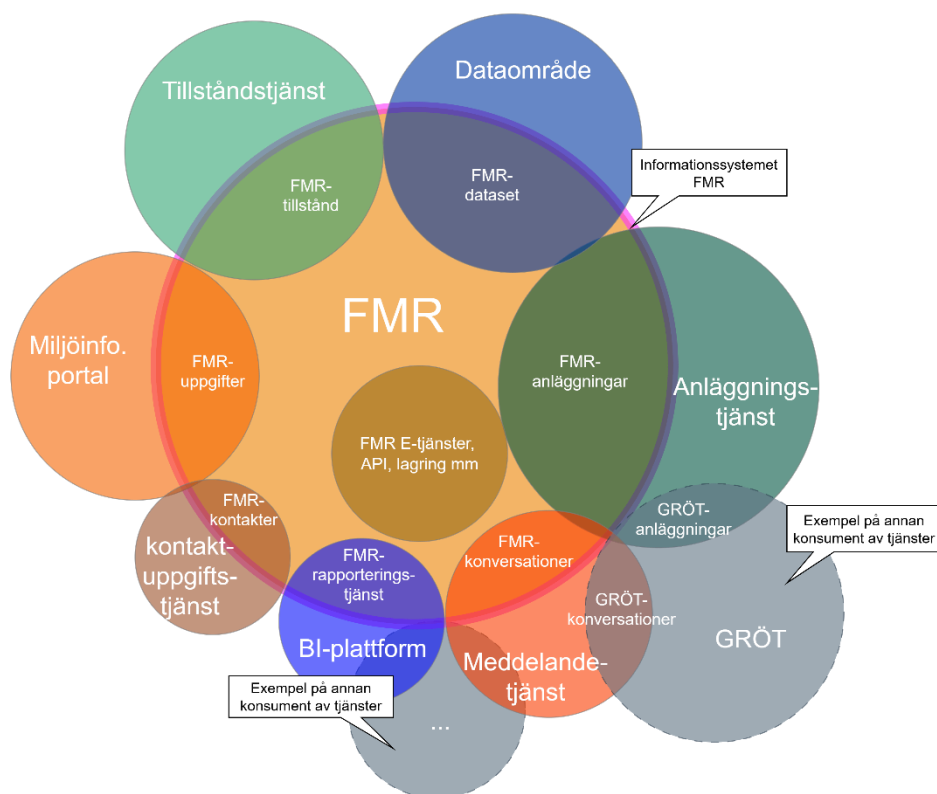 Dataområde
Tillståndstjänst
Informationssystemet
FMR
FMR-
tillstånd
FMR-
dataset
FMR
Miljöinfo.
portal
FMR-
uppgifter
FMR-
anläggningar
Anläggnings-
tjänst
FMR E-tjänster,
API, lagring mm
FMR-
kontakter
kontakt-
uppgifts-
tjänst
GRÖT-
anläggningar
Exempel på annan
konsument av tjänster
FMR-
rapporterings-
tjänst
FMR-
konversationer
GRÖT-
konversationer
GRÖT
BI-plattform
Meddelande-
tjänst
Exempel på annan
konsument av tjänster
...